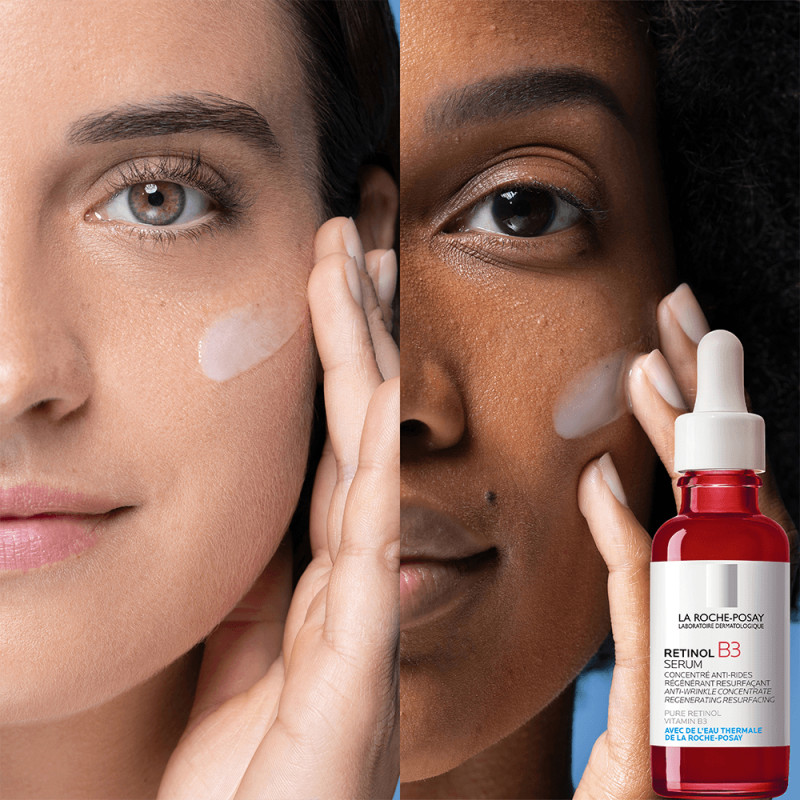 LA ROCHE-POSAY
LABORATOIRE DERMATOLOGIQUE
RETINOL B3
SERUM
CONCENTRÉ ANTI-RIDES
RÉGÉNÉRANT RESURFAÇANT
ANTI-WRINKLE CONCENTRATE
REGENERATING RESURFACING
PURE RETINOL
VITAMIN B3
AVEC DE L'EAU THERMALE
DE LA ROCHE-POSAY